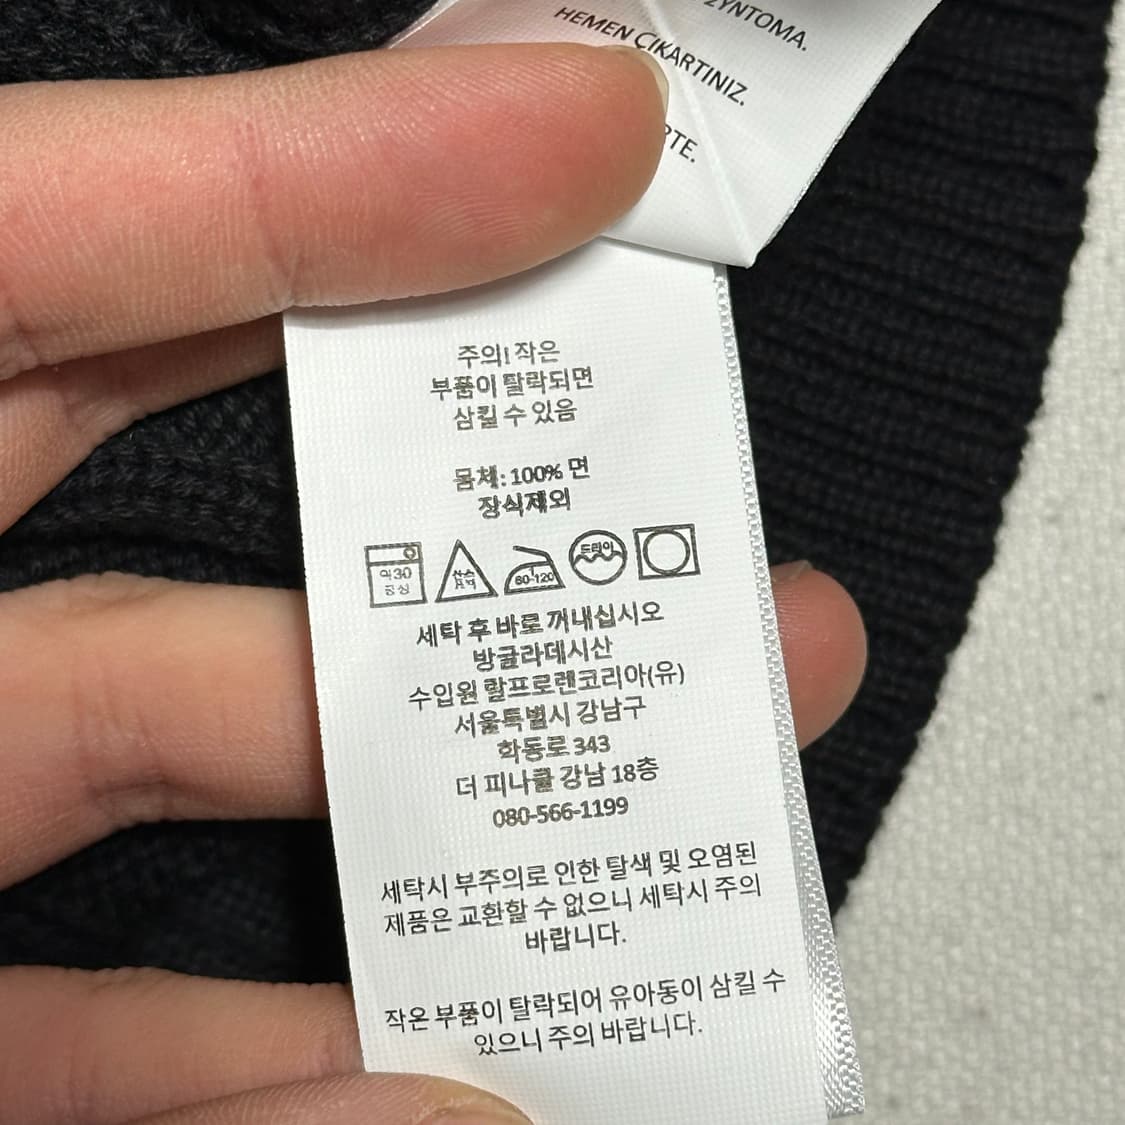 ZYNTOMA.
HEMEN ÇIKARTINIZ.
주의! 작은
부품이 탈락되면
삼킬 수 있음
몸체: 100% 면
장식제외
약30
중성
산소
표백
80-120
드라이
세탁 후 바로 꺼내십시오
방글라데시산
수입원 랄프로렌코리아(유)
서울특별시 강남구
학동로 343
더 피나클 강남 18층
080-566-1199
세탁시 부주의로 인한 탈색 및 오염된
제품은 교환할 수 없으니 세탁시 주의
바랍니다.
작은 부품이 탈락되어 유아동이 삼킬 수
있으니 주의 바랍니다.